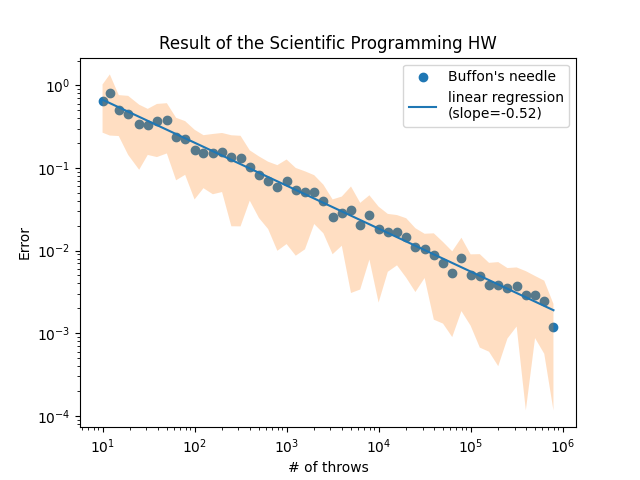 Result of the Scientific Programming HW
Buffon's needle
linear regression
(slope=-0.52)
Error
10⁰
10⁻¹
10⁻²
10⁻³
10⁻⁴
10¹
10²
10³
10⁴
10⁵
10⁶
# of throws